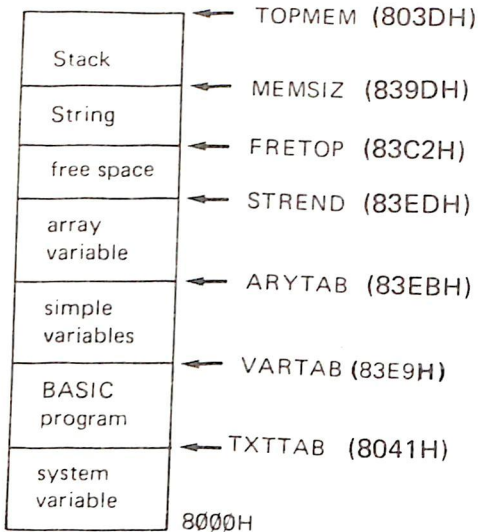 TOPMEM (803DH)
Stack
MEMSIZ (839DH)
String
FRETOP (83C2H)
free space
STREND (83EDH)
array
variable
ARYTAB (83EBH)
simple
variables
VARTAB (83E9H)
BASIC
program
TXTTAB (8041H)
system
variable
8000H